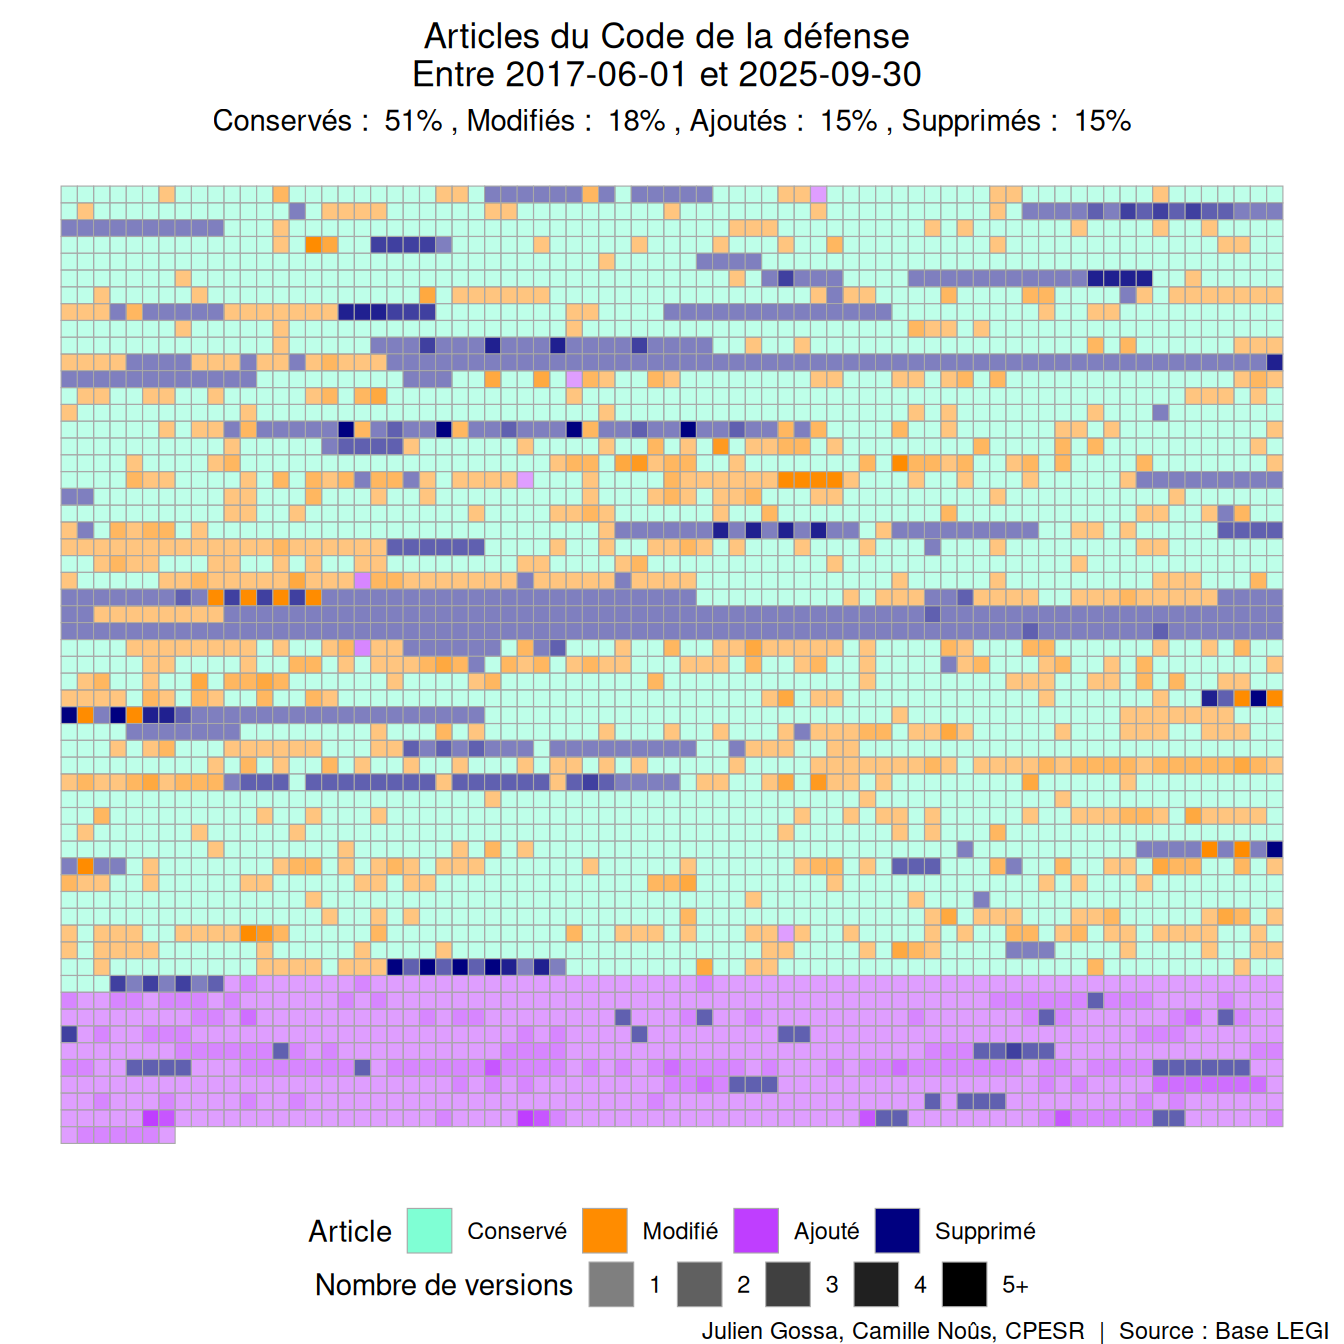 Articles du Code de la défense
Entre 2017-06-01 et 2025-09-30
Conservés :  51% , Modifiés :  18% , Ajoutés :  15% , Supprimés :  15%
Article Conservé Modifié Ajouté Supprimé
Nombre de versions 1 2 3 4 5+
Julien Gossa, Camille Noûs, CPESR | Source : Base LEGI